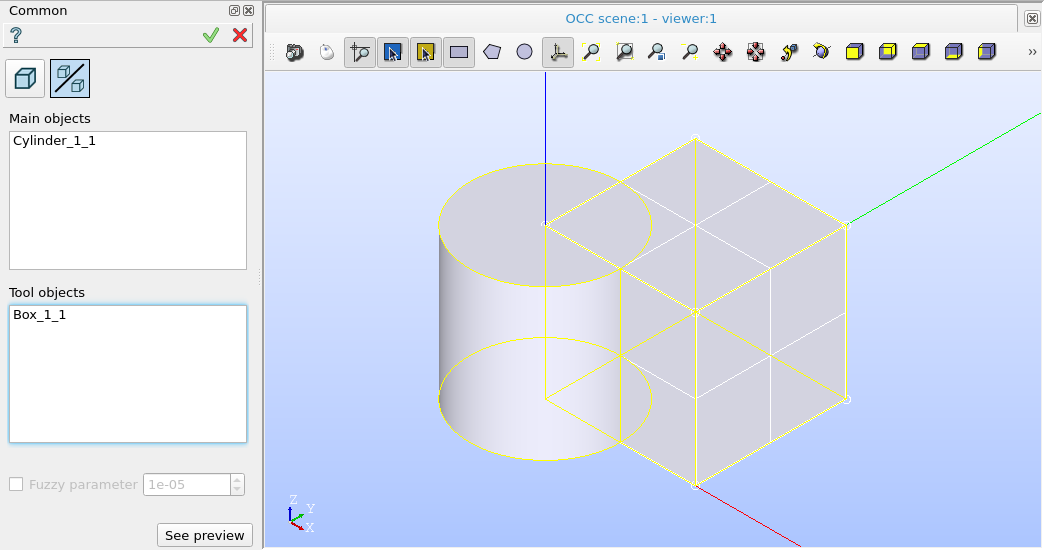 Common
OCC scene:1 - viewer:1
?
»
Main objects
Cylinder_1_1
Tool objects
Box_1_1
Fuzzy parameter 1e-05
See preview
Z
Y
X